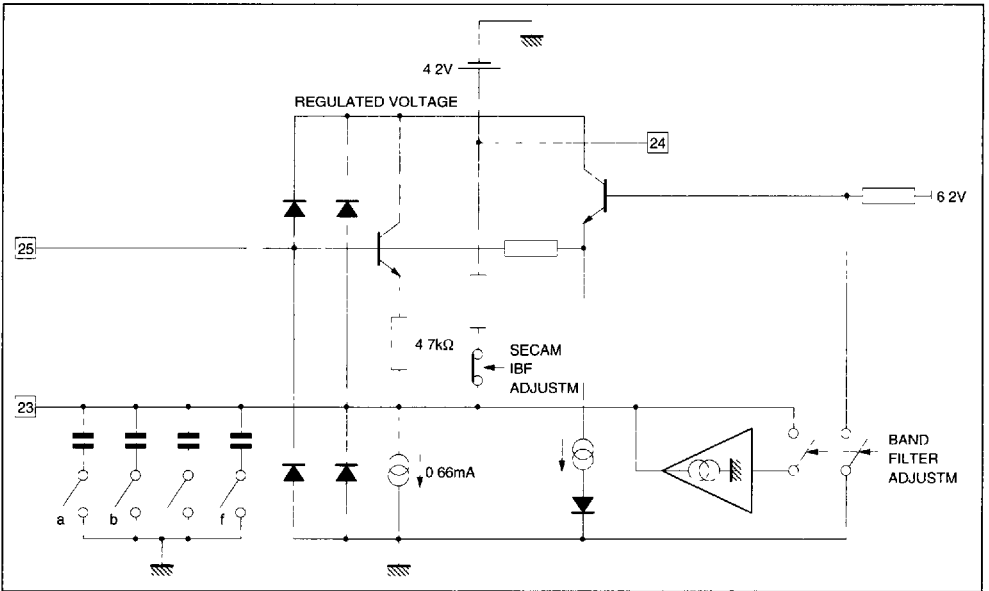 4 2V
REGULATED VOLTAGE
24
6 2V
25
4 7kΩ
SECAM
IBF
ADJUSTM
23
BAND
FILTER
ADJUSTM
0 66mA
a
b
f